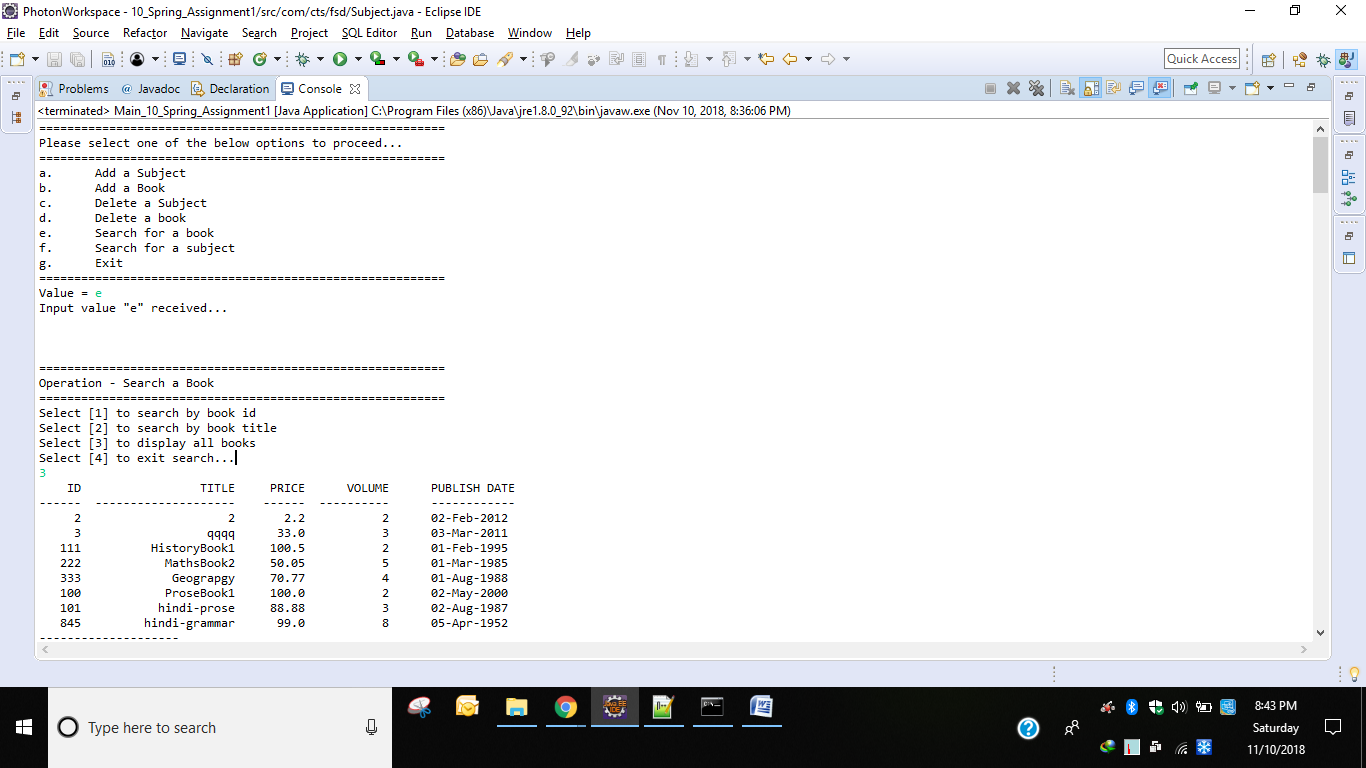 PhotonWorkspace - 10_Spring_Assignment1/src/com/cts/fsd/Subject.java - Eclipse IDE
File Edit Source Refactor Navigate Search Project SQL Editor Run Database Window Help
Quick Access
Problems @ Javadoc Declaration Console
<terminated> Main_10_Spring_Assignment1 [Java Application] C:\Program Files (x86)\Java\jre1.8.0_92\bin\javaw.exe (Nov 10, 2018, 8:36:06 PM)
==========================================================
Please select one of the below options to proceed...
==========================================================
a. Add a Subject
b. Add a Book
c. Delete a Subject
d. Delete a book
e. Search for a book
f. Search for a subject
g. Exit
==========================================================
Value = e
Input value "e" received...
==========================================================
Operation - Search a Book
==========================================================
Select [1] to search by book id
Select [2] to search by book title
Select [3] to display all books
Select [4] to exit search...
3
ID TITLE PRICE VOLUME PUBLISH DATE
------ -------------------- ------ ---------- ------------
2 2 2.2 2 02-Feb-2012
3 qqqq 33.0 3 03-Mar-2011
111 HistoryBook1 100.5 2 01-Feb-1995
222 MathsBook2 50.05 5 01-Mar-1985
333 Geograpgy 70.77 4 01-Aug-1988
100 ProseBook1 100.0 2 02-May-2000
101 hindi-prose 88.88 3 02-Aug-1987
845 hindi-grammar 99.0 8 05-Apr-1952
--------------------
Type here to search
8:43 PM
Saturday
11/10/2018